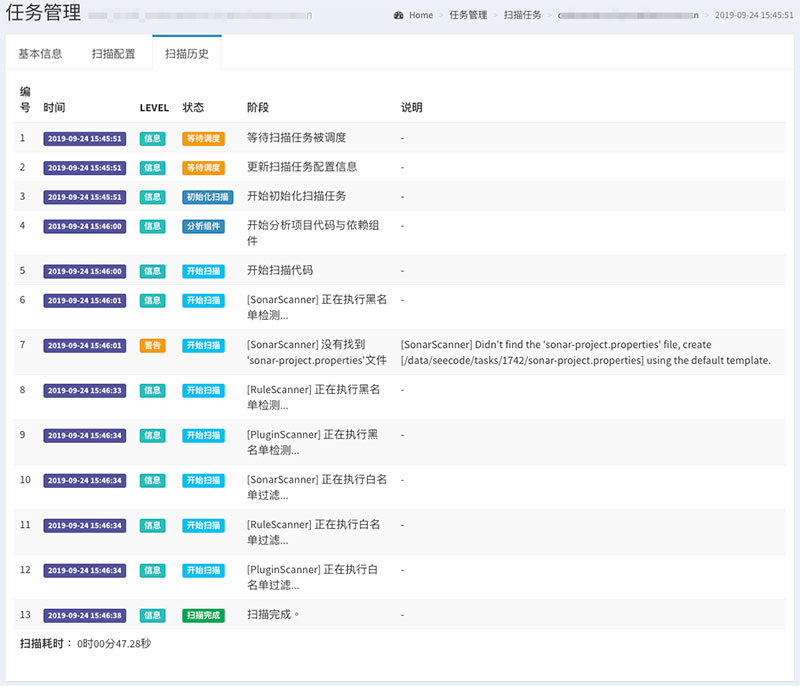 任务管理
Home > 任务管理 > 扫描任务 > > 2019-09-24 15:45:51
基本信息 扫描配置 扫描历史
编
号 时间 LEVEL 状态 阶段 说明
1 2019-09-24 15:45:51 信息 等待调度 等待扫描任务被调度 -
2 2019-09-24 15:45:51 信息 等待调度 更新扫描任务配置信息 -
3 2019-09-24 15:45:51 信息 初始化扫描 开始初始化扫描任务 -
4 2019-09-24 15:46:00 信息 分析组件 开始分析项目代码与依赖组 -
件
5 2019-09-24 15:46:00 信息 开始扫描 开始扫描代码 -
6 2019-09-24 15:46:01 信息 开始扫描 [SonarScanner] 正在执行黑名 -
单检测...
7 2019-09-24 15:46:01 警告 开始扫描 [SonarScanner] 没有找到 [SonarScanner] Didn't find the 'sonar-project.properties' file, create
'sonar-project.properties'文件 [/data/seecode/tasks/1742/sonar-project.properties] using the default template.
8 2019-09-24 15:46:33 信息 开始扫描 [RuleScanner] 正在执行黑名 -
单检测...
9 2019-09-24 15:46:34 信息 开始扫描 [PluginScanner] 正在执行黑 -
名单检测...
10 2019-09-24 15:46:34 信息 开始扫描 [SonarScanner] 正在执行白名 -
单过滤...
11 2019-09-24 15:46:34 信息 开始扫描 [RuleScanner] 正在执行白名 -
单过滤...
12 2019-09-24 15:46:34 信息 开始扫描 [PluginScanner] 正在执行白 -
名单过滤...
13 2019-09-24 15:46:38 信息 扫描完成 扫描完成。 -
扫描耗时： 0时00分47.28秒